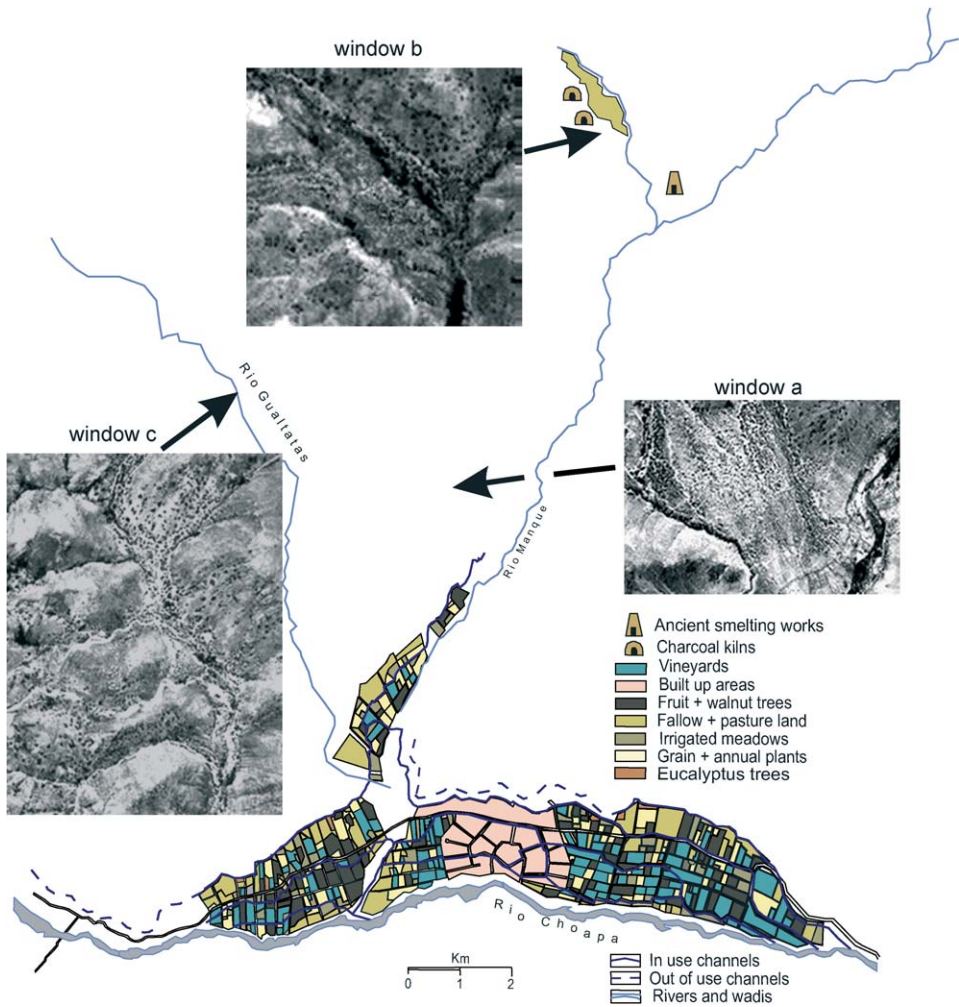 window b
window a
window c
Rio Gualtatas
Rio Manque
Ancient smelting works
Charcoal kilns
Vineyards
Built up areas
Fruit + walnut trees
Fallow + pasture land
Irrigated meadows
Grain + annual plants
Eucalyptus trees
Rio Choapa
Km
0 1 2
In use channels
Out of use channels
Rivers and wadis